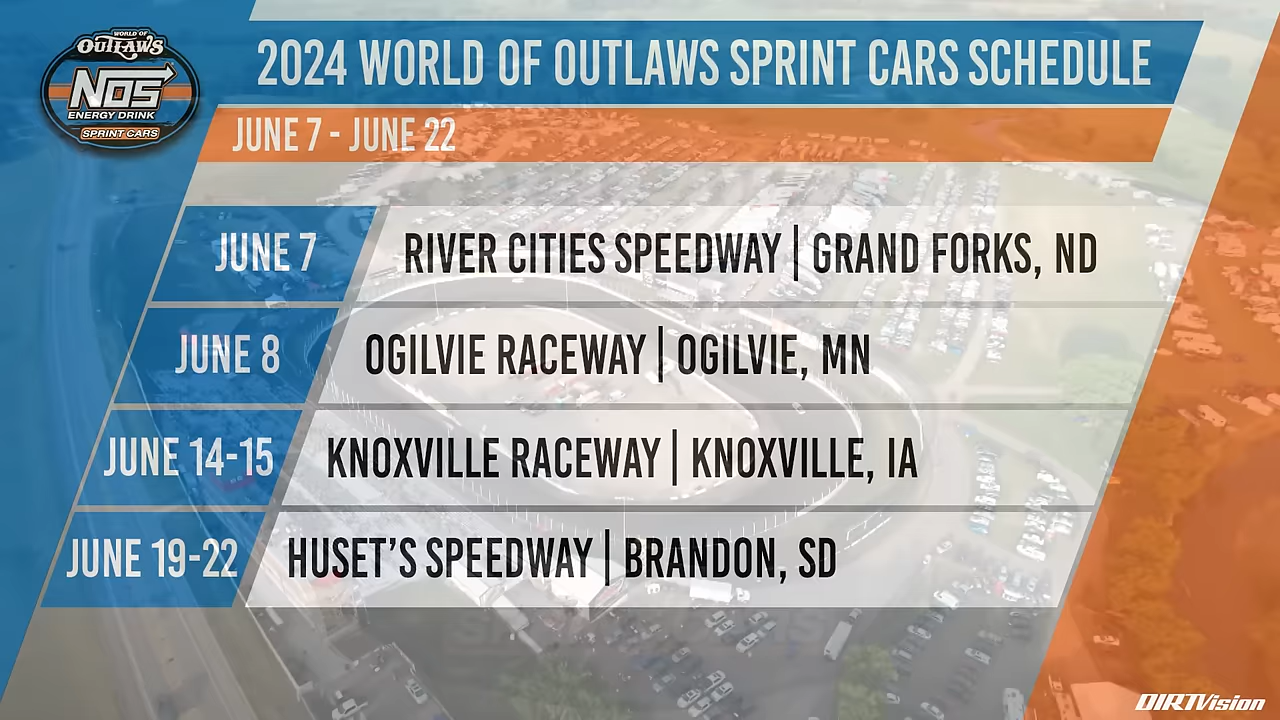 WORLD OF
OUTLAWS
NOS
ENERGY DRINK
SPRINT CARS
2024 WORLD OF OUTLAWS SPRINT CARS SCHEDULE
JUNE 7 - JUNE 22
JUNE 7 RIVER CITIES SPEEDWAY | GRAND FORKS, ND
JUNE 8 OGILVIE RACEWAY | OGILVIE, MN
JUNE 14-15 KNOXVILLE RACEWAY | KNOXVILLE, IA
JUNE 19-22 HUSET'S SPEEDWAY | BRANDON, SD
DIRTVision